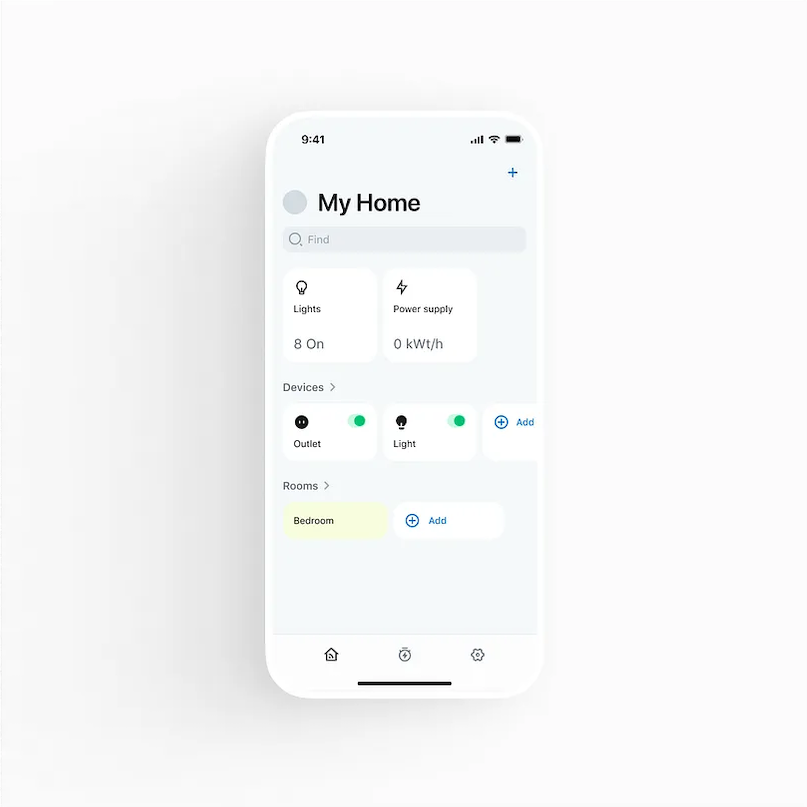 9:41
My Home
Find
Lights
Power supply
8 On
0 kWt/h
Devices
Add
Outlet
Light
Rooms
Bedroom
Add